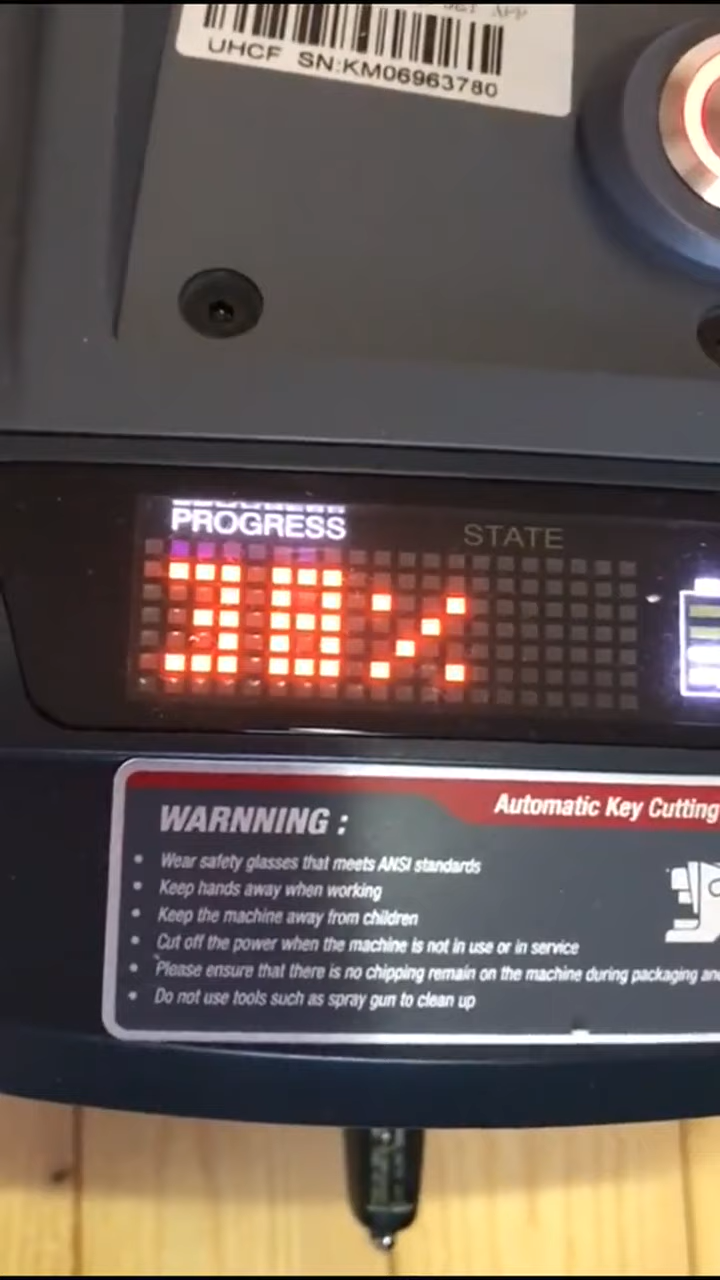 UHCF SN:KM06963780
PROGRESS
STATE
38%
WARNNING :
Automatic Key Cutting
• Wear safety glasses that meets ANSI standards
• Keep hands away when working
• Keep the machine away from children
• Cut off the power when the machine is not in use or in service
• Please ensure that there is no chipping remain on the machine during packaging and
• Do not use tools such as spray gun to clean up